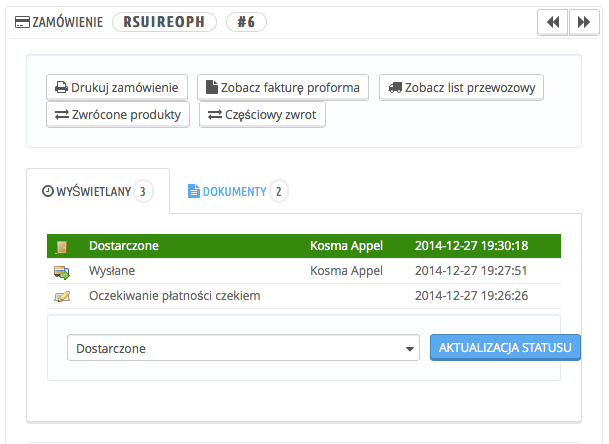 ZAMÓWIENIE RSUIREOPH #6
Drukuj zamówienie Zobacz fakturę proforma Zobacz list przewozowy
Zwrócone produkty Częściowy zwrot
WYŚWIETLANY 3 DOKUMENTY 2
Dostarczone Kosma Appel 2014-12-27 19:30:18
Wysłane Kosma Appel 2014-12-27 19:27:51
Oczekiwanie płatności czekiem 2014-12-27 19:26:26
Dostarczone AKTUALIZACJA STATUSU